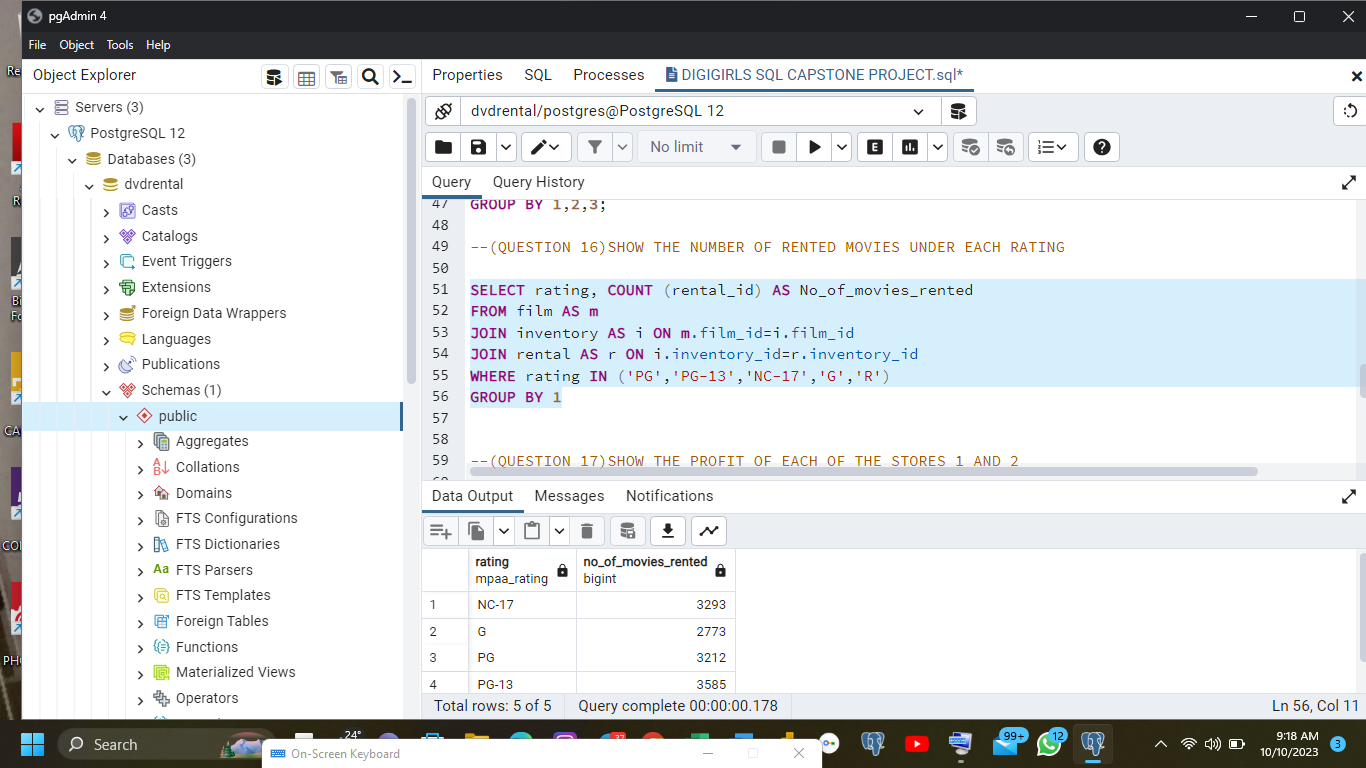 pgAdmin 4
File Object Tools Help
Object Explorer
Properties SQL Processes DIGIGIRLS SQL CAPSTONE PROJECT.sql*
Servers (3)
PostgreSQL 12
Databases (3)
dvdrental
Casts
Catalogs
Event Triggers
Extensions
Foreign Data Wrappers
Languages
Publications
Schemas (1)
public
Aggregates
Collations
Domains
FTS Configurations
FTS Dictionaries
Aa FTS Parsers
FTS Templates
Foreign Tables
Functions
Materialized Views
Operators
dvdrental/postgres@PostgreSQL 12
No limit
E
Query Query History
47 GROUP BY 1,2,3;
48
49 --(QUESTION 16)SHOW THE NUMBER OF RENTED MOVIES UNDER EACH RATING
50
51 SELECT rating, COUNT (rental_id) AS No_of_movies_rented
52 FROM film AS m
53 JOIN inventory AS i ON m.film_id=i.film_id
54 JOIN rental AS r ON i.inventory_id=r.inventory_id
55 WHERE rating IN ('PG','PG-13','NC-17','G','R')
56 GROUP BY 1
57
58
59 --(QUESTION 17)SHOW THE PROFIT OF EACH OF THE STORES 1 AND 2
Data Output Messages Notifications
rating no_of_movies_rented
mpaa_rating bigint
1 NC-17 3293
2 G 2773
3 PG 3212
4 PG-13 3585
Total rows: 5 of 5 Query complete 00:00:00.178 Ln 56, Col 11
Search
24°
On-Screen Keyboard
99+
12
9:18 AM
10/10/2023
3